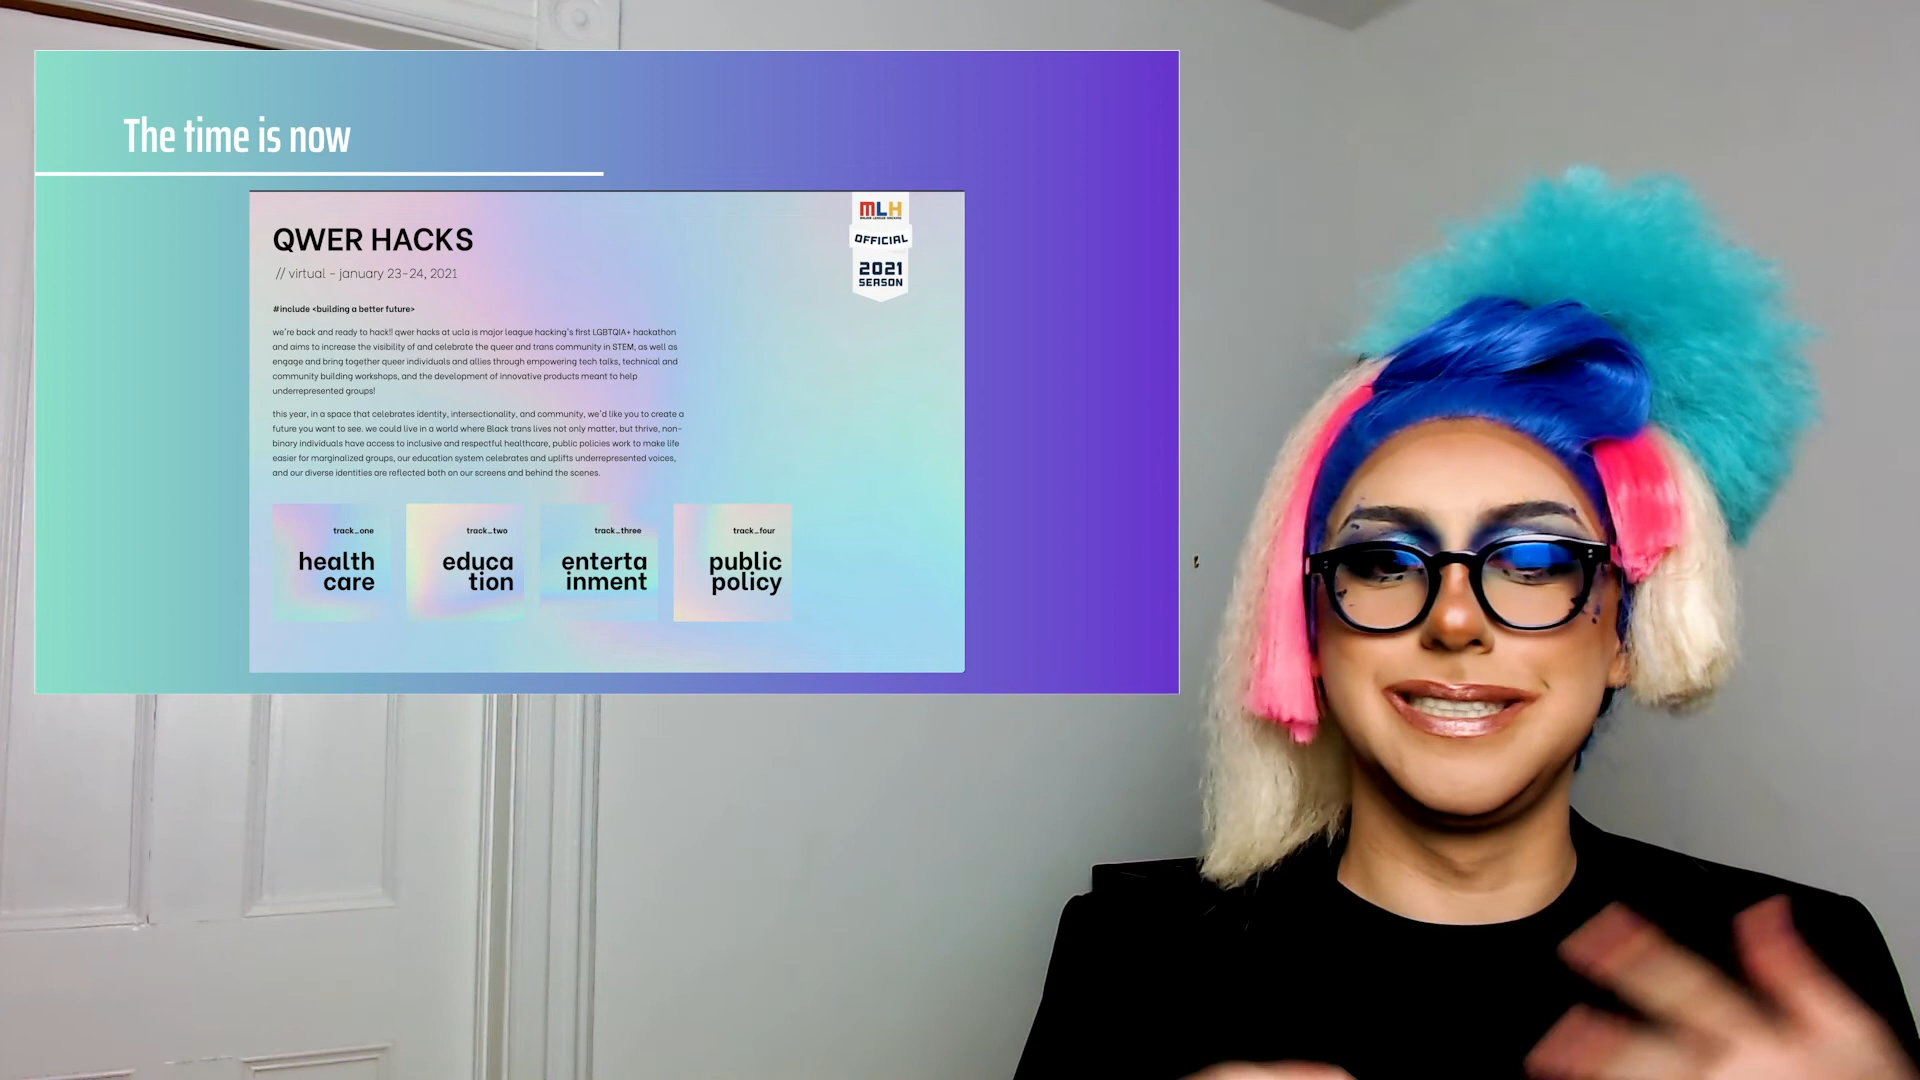 The time is now
QWER HACKS
// virtual - january 23-24, 2021
MLH
MAJOR LEAGUE HACKING
OFFICIAL
2021
SEASON
#include <building a better future>
we're back and ready to hack!! qwer hacks at ucla is major league hacking's first LGBTQIA+ hackathon
and aims to increase the visibility of and celebrate the queer and trans community in STEM, as well as
engage and bring together queer individuals and allies through empowering tech talks, technical and
community building workshops, and the development of innovative products meant to help
underrepresented groups!
this year, in a space that celebrates identity, intersectionality, and community, we'd like you to create a
future you want to see. we could live in a world where Black trans lives not only matter, but thrive, non-
binary individuals have access to inclusive and respectful healthcare, public policies work to make life
easier for marginalized groups, our education system celebrates and uplifts underrepresented voices,
and our diverse identities are reflected both on our screens and behind the scenes.
track_one
health
care
track_two
educa
tion
track_three
enterta
inment
track_four
public
policy